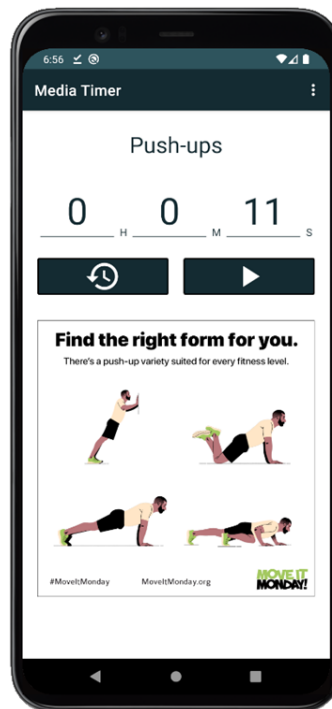 6:56
Media Timer
Push-ups
0 H 0 M 11 S
Find the right form for you.
There's a push-up variety suited for every fitness level.
#MoveItMonday MoveItMonday.org MOVE IT
MONDAY!